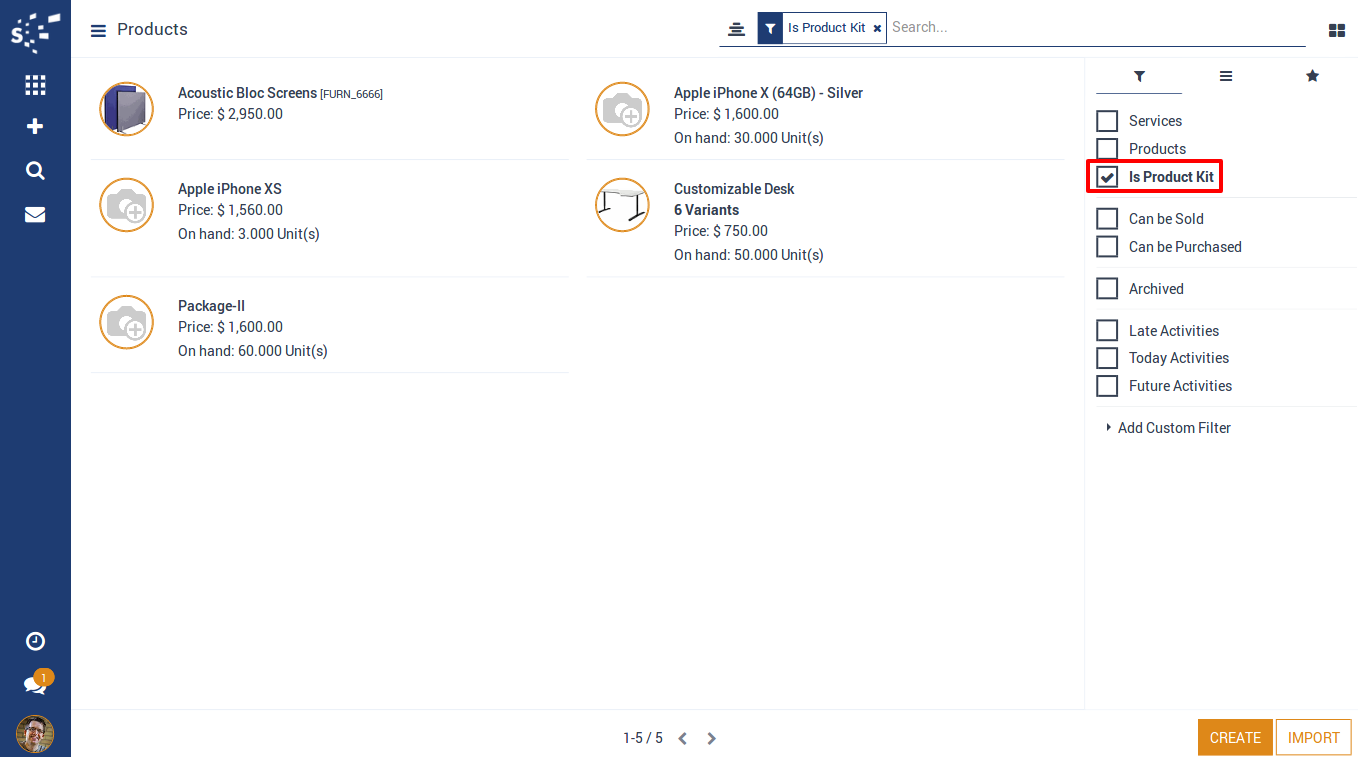 S
Products
Is Product Kit ×
Search...
Acoustic Bloc Screens [FURN_6666]
Price: $ 2,950.00
Apple iPhone X (64GB) - Silver
Price: $ 1,600.00
On hand: 30.000 Unit(s)
Apple iPhone XS
Price: $ 1,560.00
On hand: 3.000 Unit(s)
Customizable Desk
6 Variants
Price: $ 750.00
On hand: 50.000 Unit(s)
Package-II
Price: $ 1,600.00
On hand: 60.000 Unit(s)
Services
Products
Is Product Kit
Can be Sold
Can be Purchased
Archived
Late Activities
Today Activities
Future Activities
Add Custom Filter
1
1-5 / 5
CREATE
IMPORT